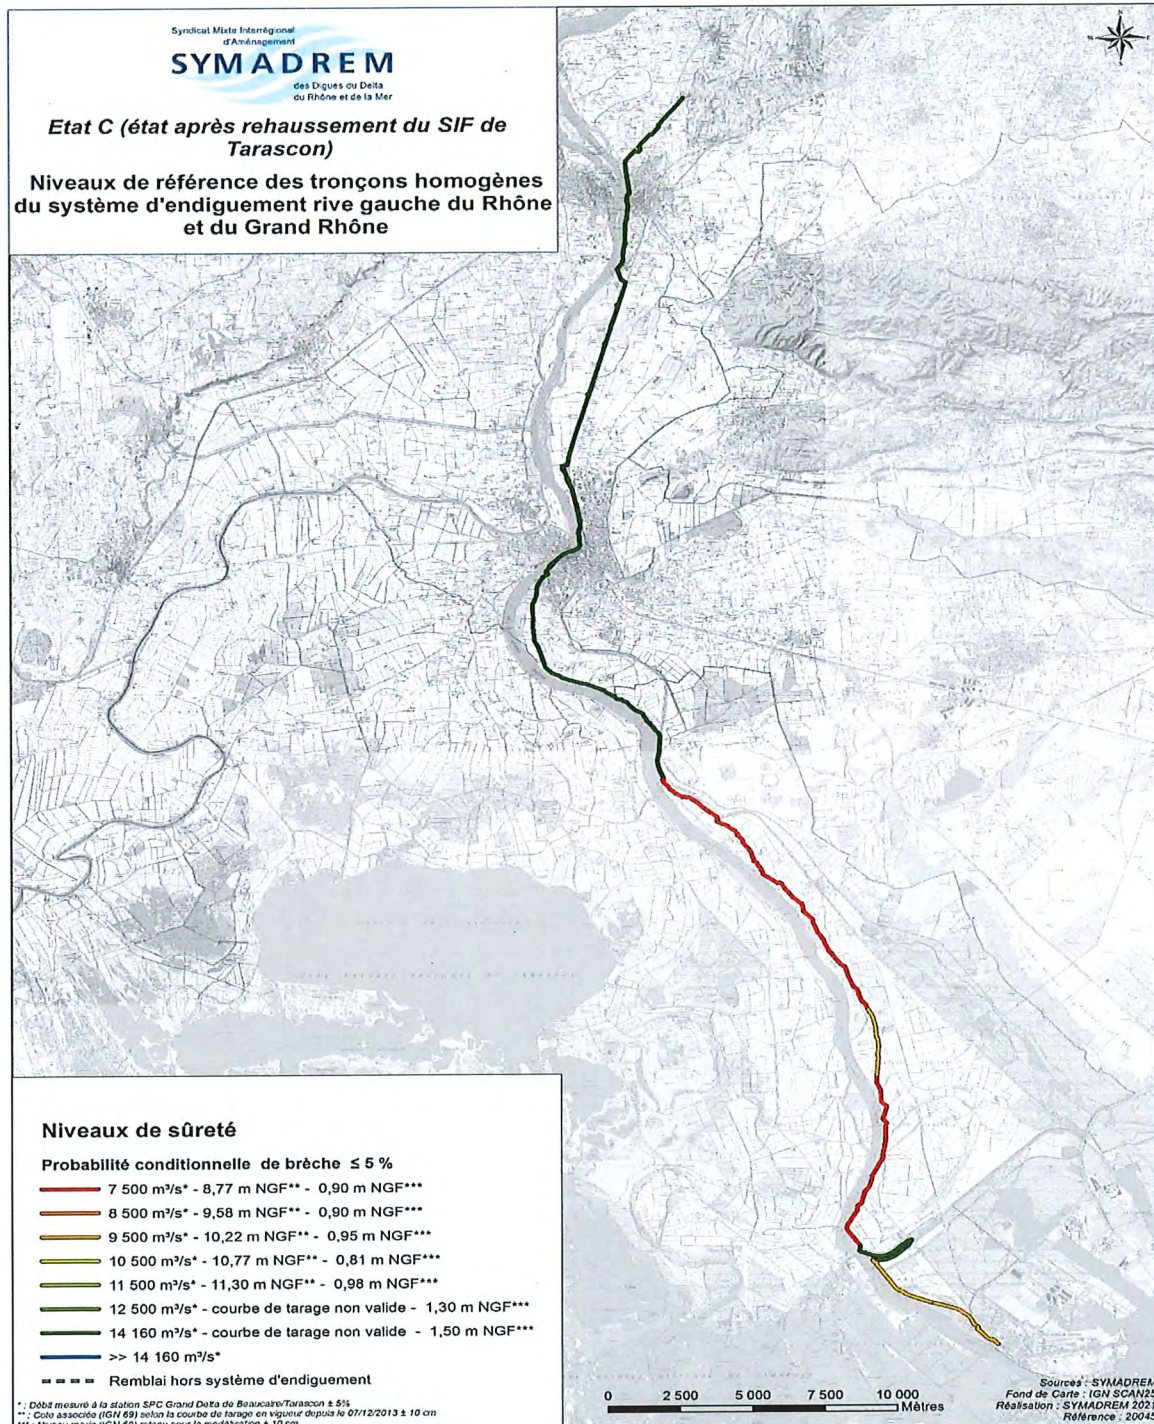 Syndicat Mixte Interrégional
d'Aménagement
SYMADREM
des Digues du Delta
du Rhône et de la Mer
Etat C (état après rehaussement du SIF de
Tarascon)
Niveaux de référence des tronçons homogènes
du système d'endiguement rive gauche du Rhône
et du Grand Rhône
Niveaux de sûreté
Probabilité conditionnelle de brèche ≤ 5 %
7 500 m³/s* - 8,77 m NGF** - 0,90 m NGF***
8 500 m³/s* - 9,58 m NGF** - 0,90 m NGF***
9 500 m³/s* - 10,22 m NGF** - 0,95 m NGF***
10 500 m³/s* - 10,77 m NGF** - 0,81 m NGF***
11 500 m³/s* - 11,30 m NGF** - 0,98 m NGF***
12 500 m³/s* - courbe de tarage non valide - 1,30 m NGF***
14 160 m³/s* - courbe de tarage non valide - 1,50 m NGF***
>> 14 160 m³/s*
Remblai hors système d'endiguement
* : Débit mesuré à la station SPC Grand Delta de Beaucaire/Tarascon ± 5%
** : Cote associée (IGN 69) selon la courbe de tarage en vigueur depuis le 07/12/2013 ± 10 cm
0 2 500 5 000 7 500 10 000
Mètres
Sources : SYMADREM
Fond de Carte : IGN SCAN25
Réalisation : SYMADREM 2021
Référence : 20048